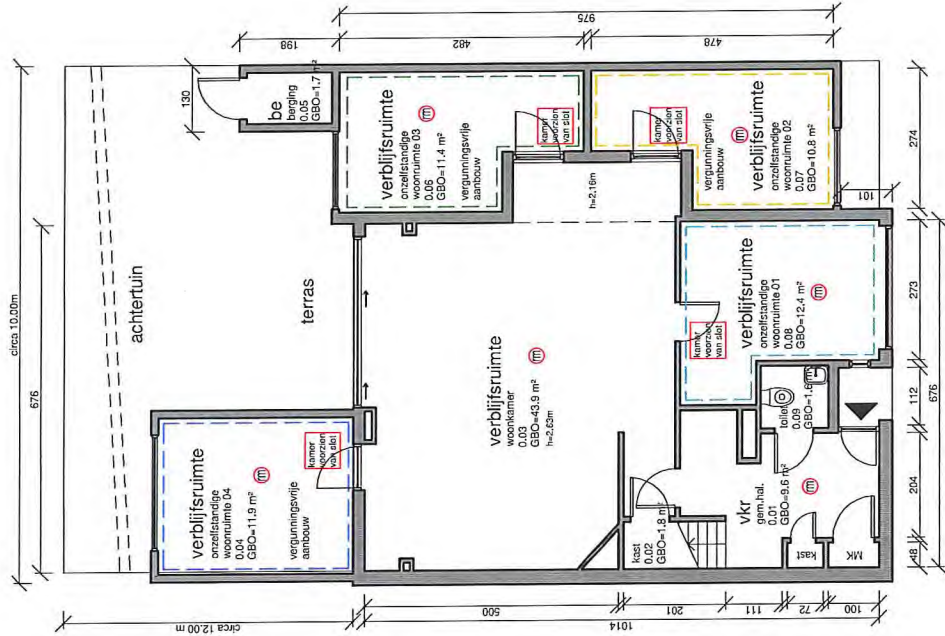 circa 10.00m
676
130
198
975
482
478
achtertuin
terras
be
berging
0.05
GBO=1.7 m²
verblijfsruimte
onzelfstandige
woonruimte 03
0.06
GBO=11.4 m²
vergunningsvrije
aanbouw
kamer
voorzien
van slot
m
kamer
voorzien
van slot
m
vergunningsvrije
aanbouw
verblijfsruimte
onzelfstandige
woonruimte 02
0.07
GBO=10.8 m²
h=2.16m
verblijfsruimte
onzelfstandige
woonruimte 04
0.04
GBO=11.9 m²
vergunningsvrije
aanbouw
kamer
voorzien
van slot
m
verblijfsruimte
woonkamer
0.03
GBO=43.9 m²
h=2.63m
m
kamer
voorzien
van slot
verblijfsruimte
onzelfstandige
woonruimte 01
0.08
GBO=12.4 m²
m
toilet
0.09
GBO=1.6 m²
kast
0.02
GBO=1.8 m²
vkr
gem.hal.
0.01
GBO=9.6 m²
m
kast
MK
circa 12.00 m
500
201
111
72
100
1014
48
204
112
273
274
101
676